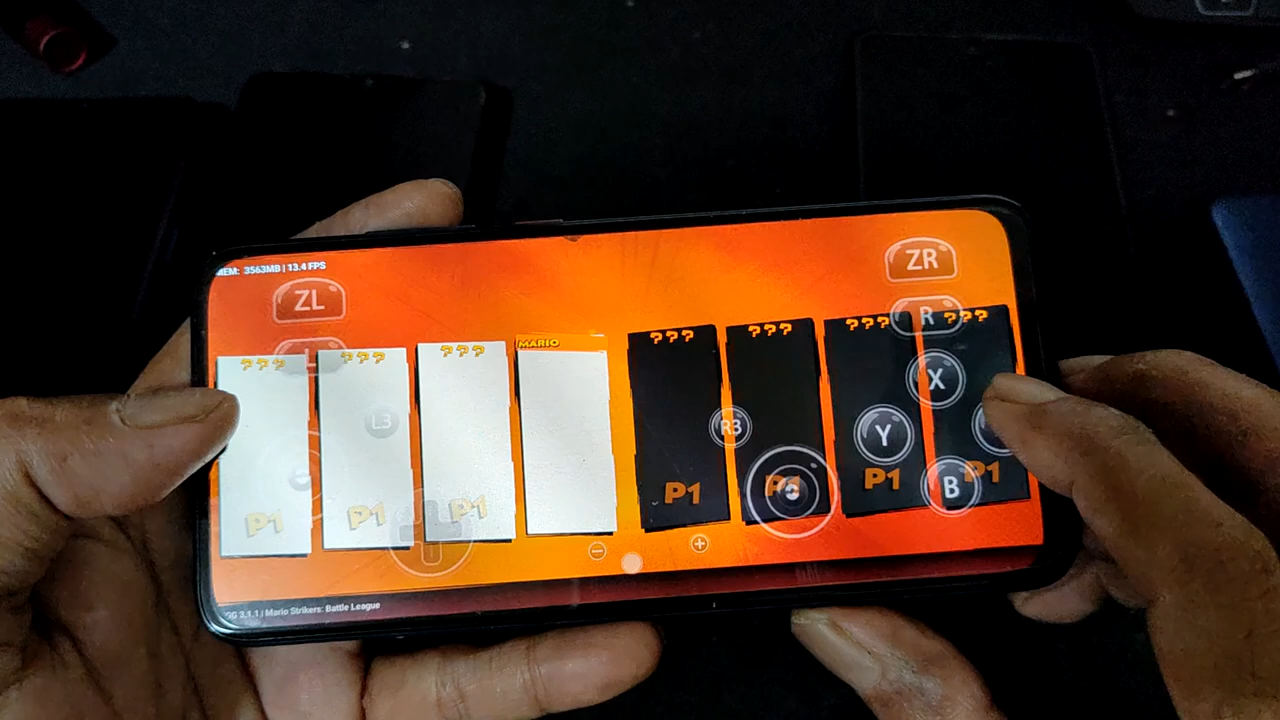 MEM: 3563MB | 13.4 FPS
ZL
ZR
L
R
???
???
???
MARIO
???
???
???
???
L3
R3
X
Y
B
P1
P1
P1
P1
P1
P1
P1
3.1.1 | Mario Strikers: Battle League